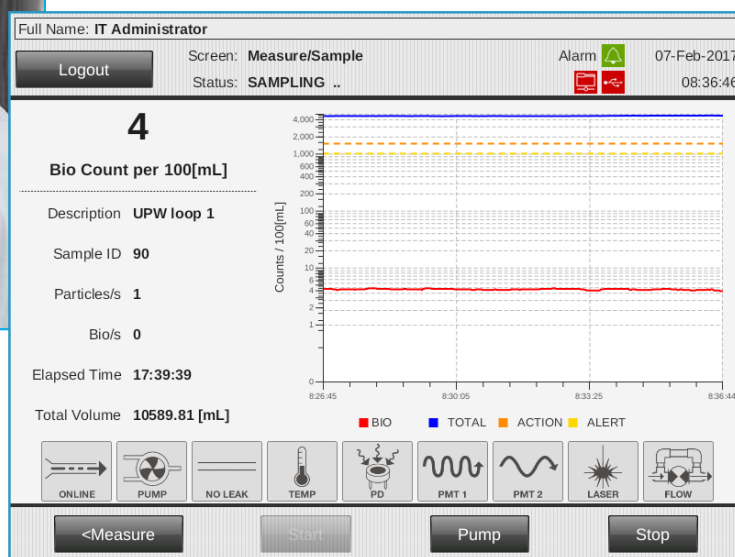 Full Name: IT Administrator
Logout
Screen: Measure/Sample
Status: SAMPLING ..
Alarm
07-Feb-2017
08:36:46
4
Bio Count per 100[mL]
Description UPW loop 1
Sample ID 90
Particles/s 1
Bio/s 0
Elapsed Time 17:39:39
Total Volume 10589.81 [mL]
Counts / 100[mL]
4,000
2,000
1,000
600
400
200
100
60
40
20
10
6
4
2
1
0
8:26:45 8:30:05 8:33:25 8:36:44
BIO TOTAL ACTION ALERT
ONLINE PUMP NO LEAK TEMP PD PMT 1 PMT 2 LASER FLOW
<Measure Start Pump Stop